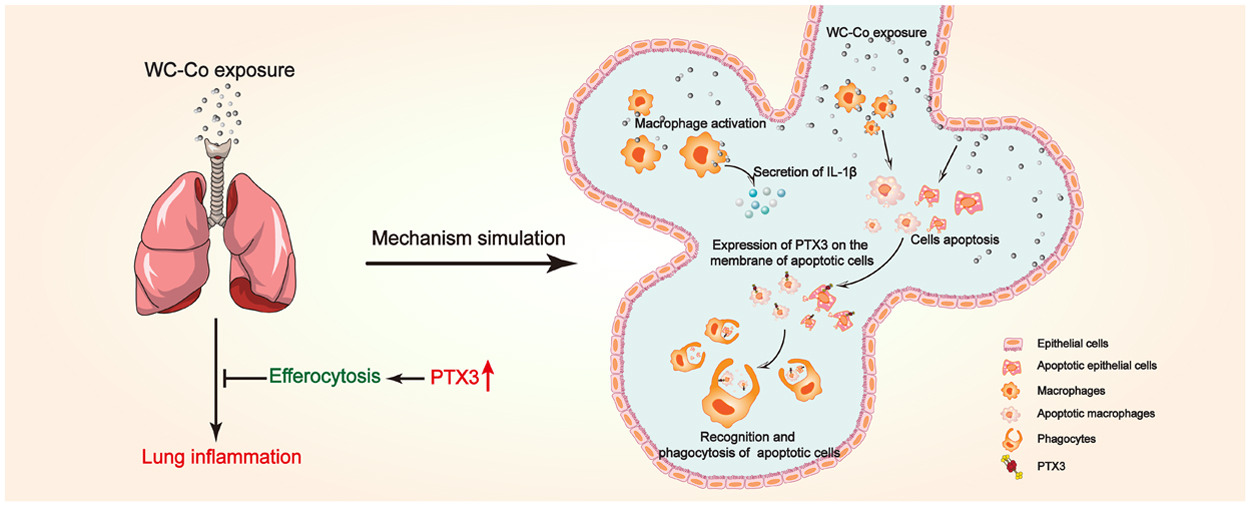 WC-Co exposure
Mechanism simulation
Efferocytosis
PTX3
Lung inflammation
WC-Co exposure
Macrophage activation
Secretion of IL-1β
Cells apoptosis
Expression of PTX3 on the
membrane of apoptotic cells
Recognition and
phagocytosis of apoptotic cells
Epithelial cells
Apoptotic epithelial cells
Macrophages
Apoptotic macrophages
Phagocytes
PTX3